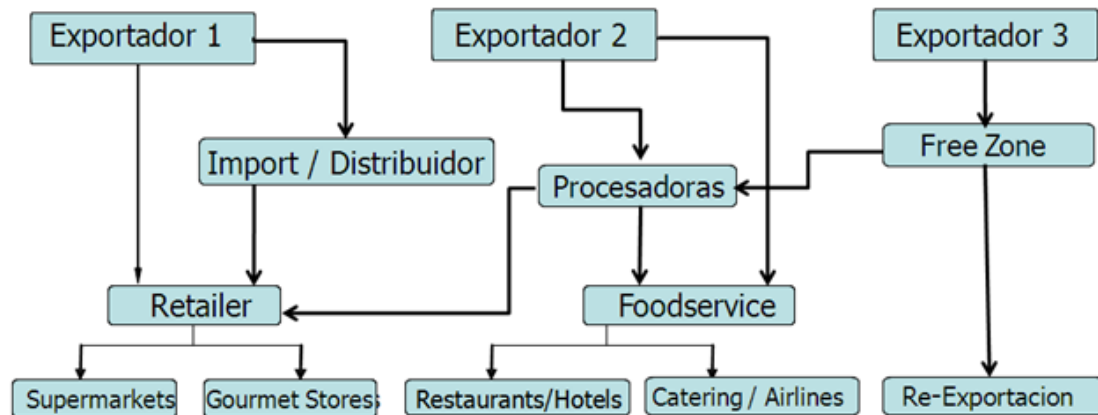 Exportador 1
Exportador 2
Exportador 3
Import / Distribuidor
Procesadoras
Free Zone
Retailer
Foodservice
Supermarkets
Gourmet Stores
Restaurants/Hotels
Catering / Airlines
Re-Exportacion